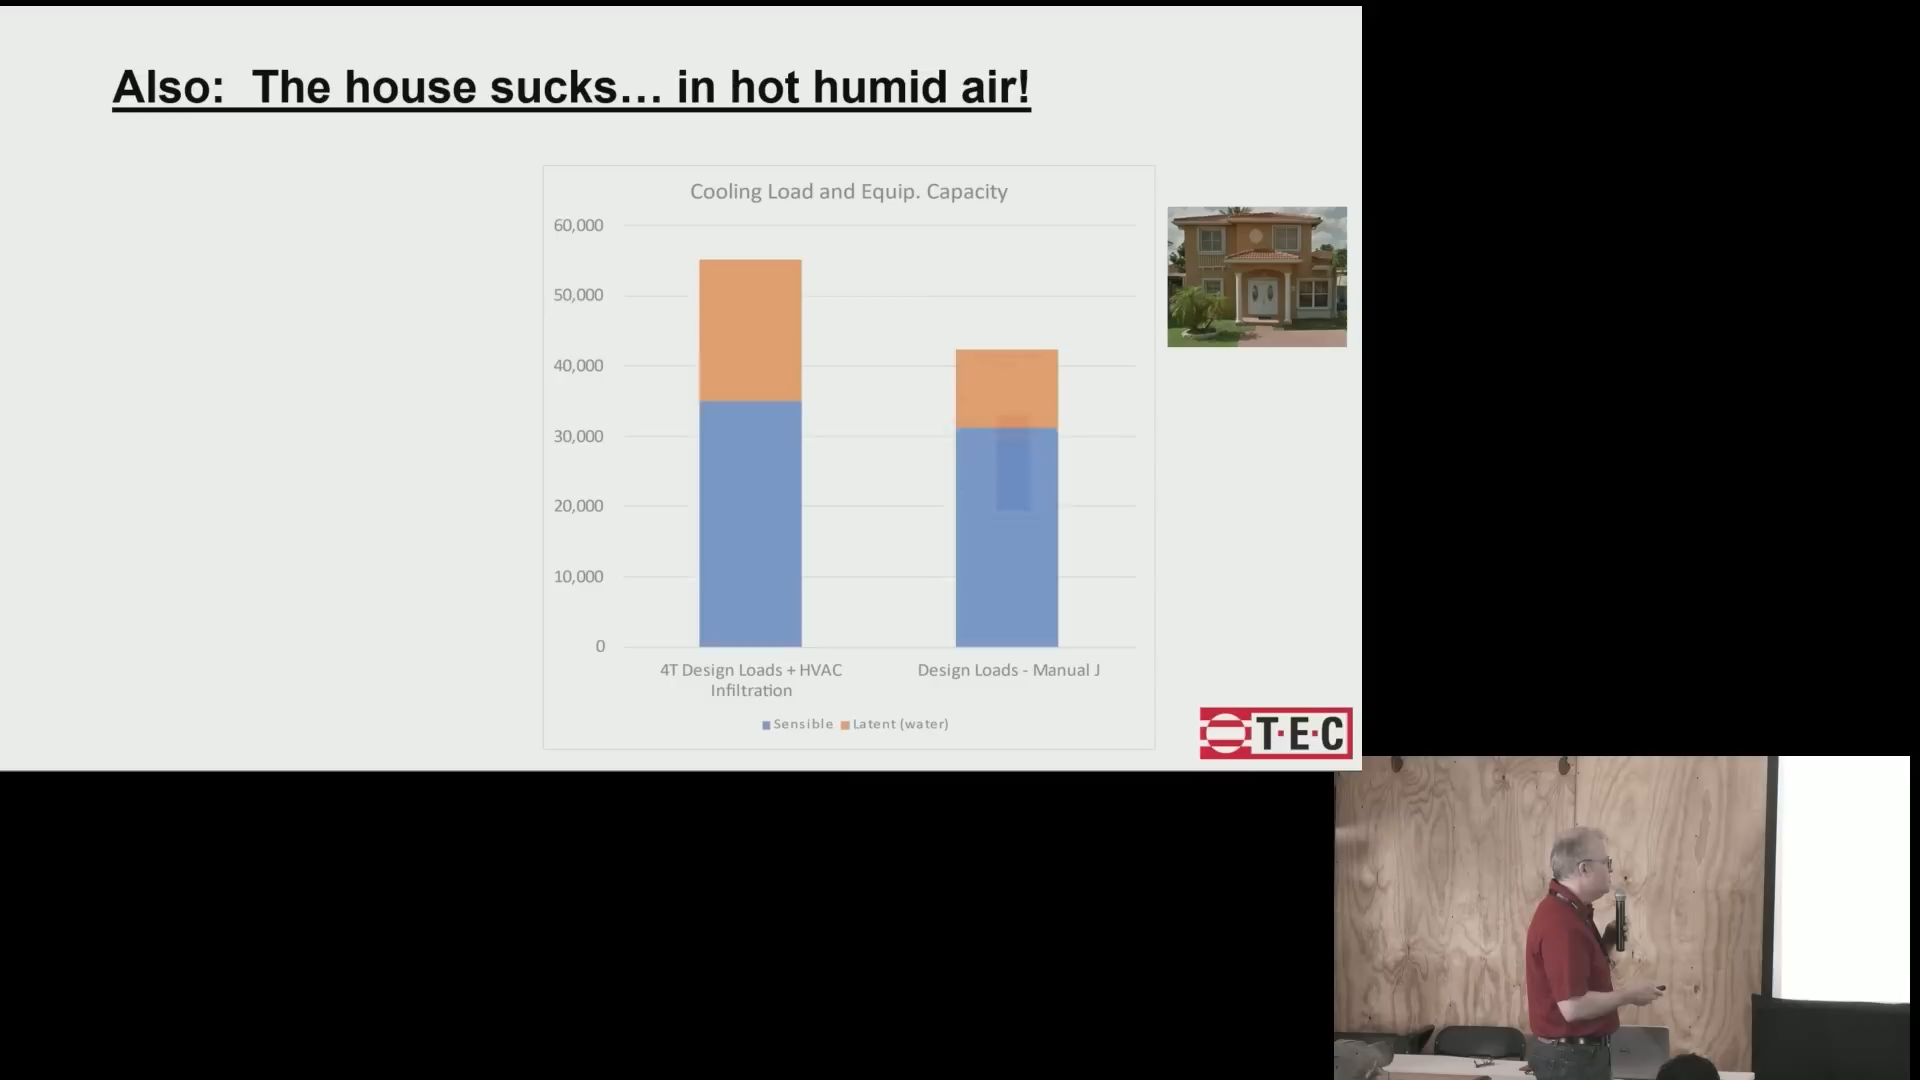 Also: The house sucks... in hot humid air!
Cooling Load and Equip. Capacity
60,000
50,000
40,000
30,000
20,000
10,000
0
4T Design Loads + HVAC
Infiltration
Design Loads - Manual J
Sensible
Latent (water)
T·E·C